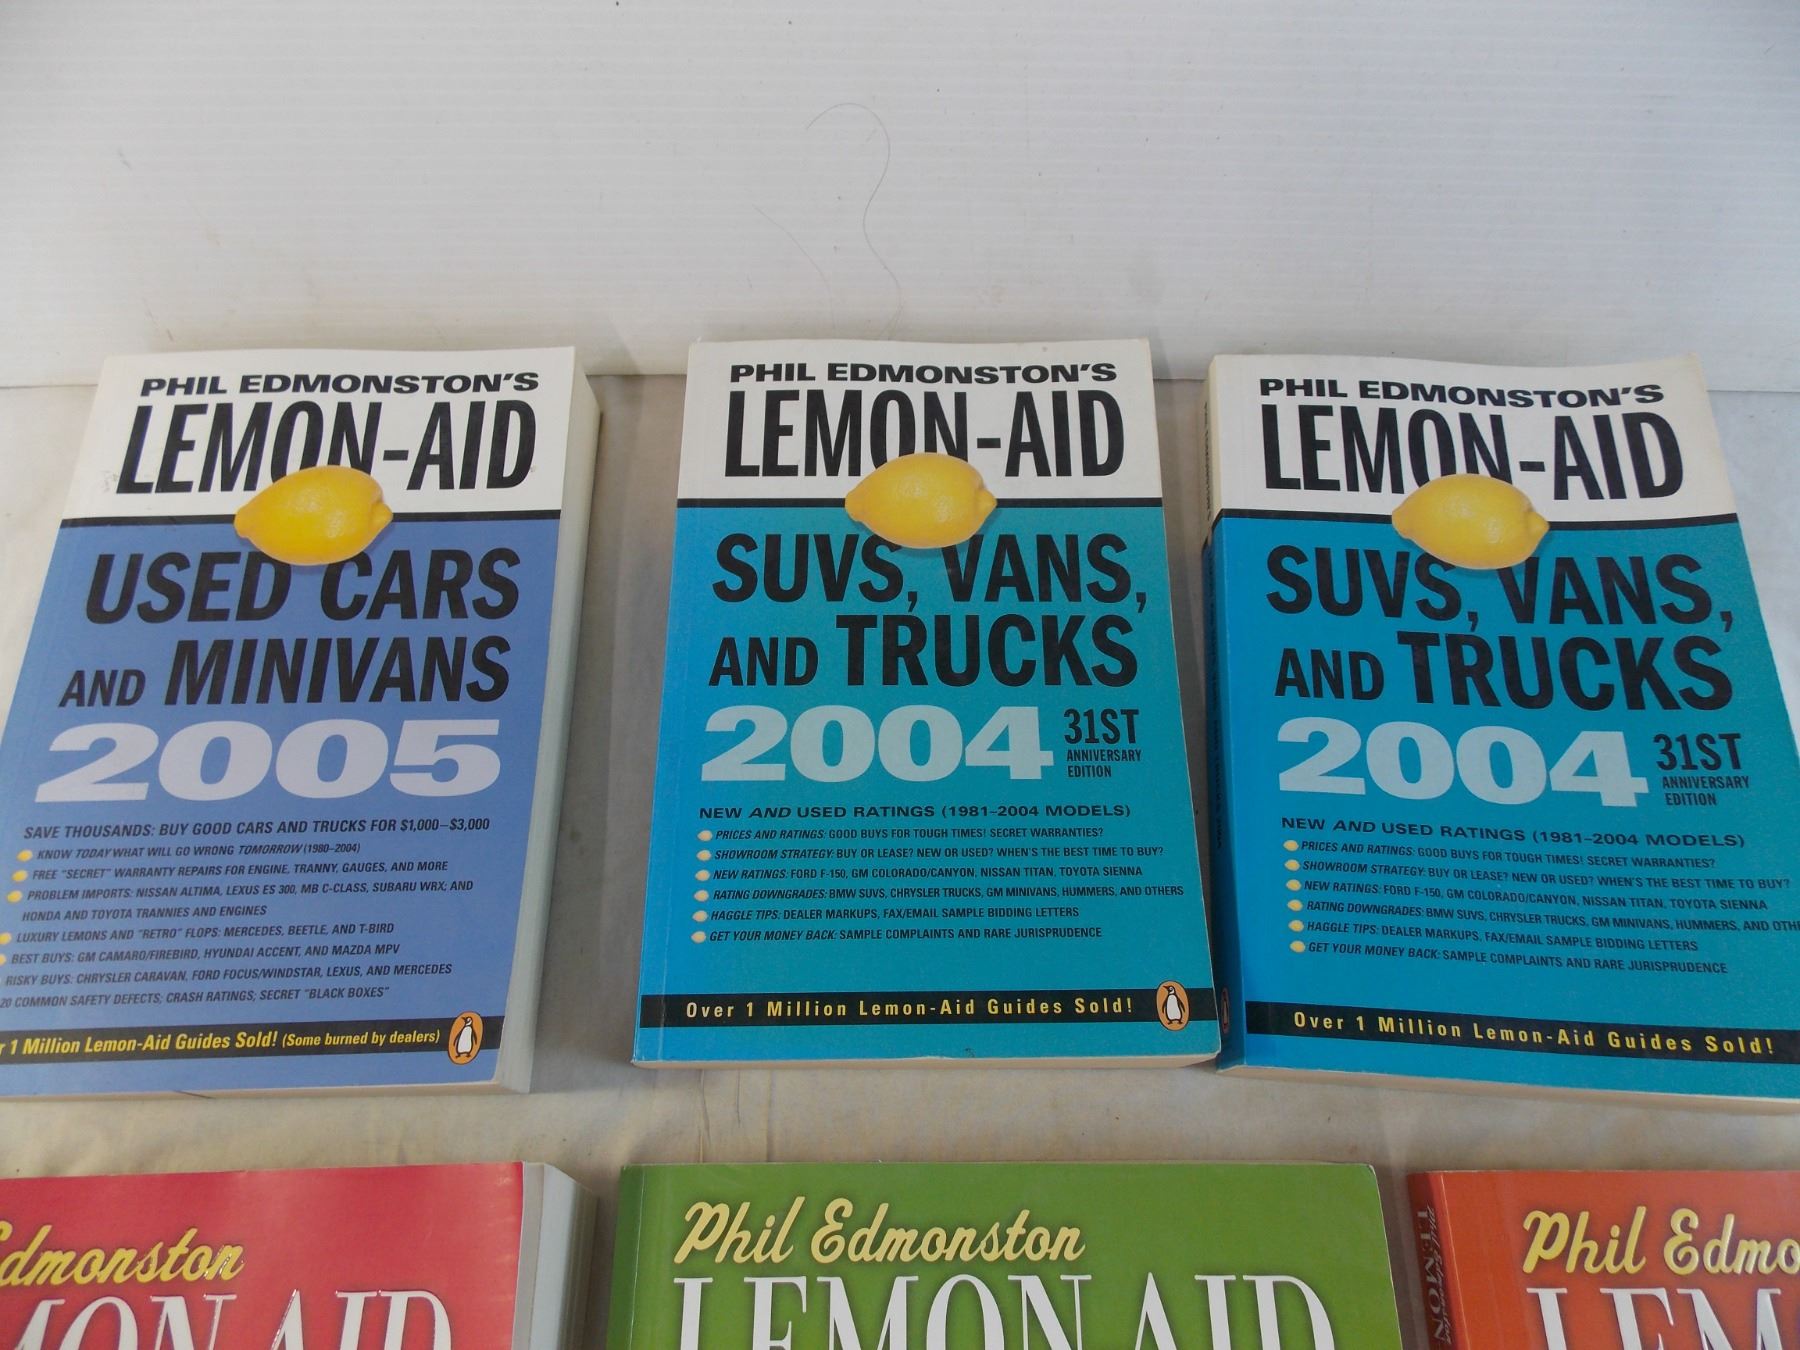 PHIL EDMONSTON'S
LEMON-AID
USED CARS
AND MINIVANS
2005
SAVE THOUSANDS: BUY GOOD CARS AND TRUCKS FOR $1,000–$3,000
KNOW TODAY WHAT WILL GO WRONG TOMORROW (1980–2004)
FREE "SECRET" WARRANTY REPAIRS FOR ENGINE, TRANNY, GAUGES, AND MORE
PROBLEM IMPORTS: NISSAN ALTIMA, LEXUS ES 300, MB C-CLASS, SUBARU WRX; AND
HONDA AND TOYOTA TRANNIES AND ENGINES
LUXURY LEMONS AND "RETRO" FLOPS: MERCEDES, BEETLE, AND T-BIRD
BEST BUYS: GM CAMARO/FIREBIRD, HYUNDAI ACCENT, AND MAZDA MPV
RISKY BUYS: CHRYSLER CARAVAN, FORD FOCUS/WINDSTAR, LEXUS, AND MERCEDES
20 COMMON SAFETY DEFECTS; CRASH RATINGS; SECRET "BLACK BOXES"
r 1 Million Lemon-Aid Guides Sold! (Some burned by dealers)
PHIL EDMONSTON'S
LEMON-AID
SUVS, VANS,
AND TRUCKS
2004 31ST
ANNIVERSARY
EDITION
NEW AND USED RATINGS (1981–2004 MODELS)
PRICES AND RATINGS: GOOD BUYS FOR TOUGH TIMES! SECRET WARRANTIES?
SHOWROOM STRATEGY: BUY OR LEASE? NEW OR USED? WHEN'S THE BEST TIME TO BUY?
NEW RATINGS: FORD F-150, GM COLORADO/CANYON, NISSAN TITAN, TOYOTA SIENNA
RATING DOWNGRADES: BMW SUVS, CHRYSLER TRUCKS, GM MINIVANS, HUMMERS, AND OTHERS
HAGGLE TIPS: DEALER MARKUPS, FAX/EMAIL SAMPLE BIDDING LETTERS
GET YOUR MONEY BACK: SAMPLE COMPLAINTS AND RARE JURISPRUDENCE
Over 1 Million Lemon-Aid Guides Sold!
PHIL EDMONSTON'S
LEMON-AID
SUVS, VANS,
AND TRUCKS
2004 31ST
ANNIVERSARY
EDITION
NEW AND USED RATINGS (1981–2004 MODELS)
PRICES AND RATINGS: GOOD BUYS FOR TOUGH TIMES! SECRET WARRANTIES?
SHOWROOM STRATEGY: BUY OR LEASE? NEW OR USED? WHEN'S THE BEST TIME TO BUY?
NEW RATINGS: FORD F-150, GM COLORADO/CANYON, NISSAN TITAN, TOYOTA SIENNA
RATING DOWNGRADES: BMW SUVS, CHRYSLER TRUCKS, GM MINIVANS, HUMMERS, AND OTH
HAGGLE TIPS: DEALER MARKUPS, FAX/EMAIL SAMPLE BIDDING LETTERS
GET YOUR MONEY BACK: SAMPLE COMPLAINTS AND RARE JURISPRUDENCE
Over 1 Million Lemon-Aid Guides Sold!
Edmonston
MON AID
Phil Edmonston
LEMON AID
Phil Edmo
LEM